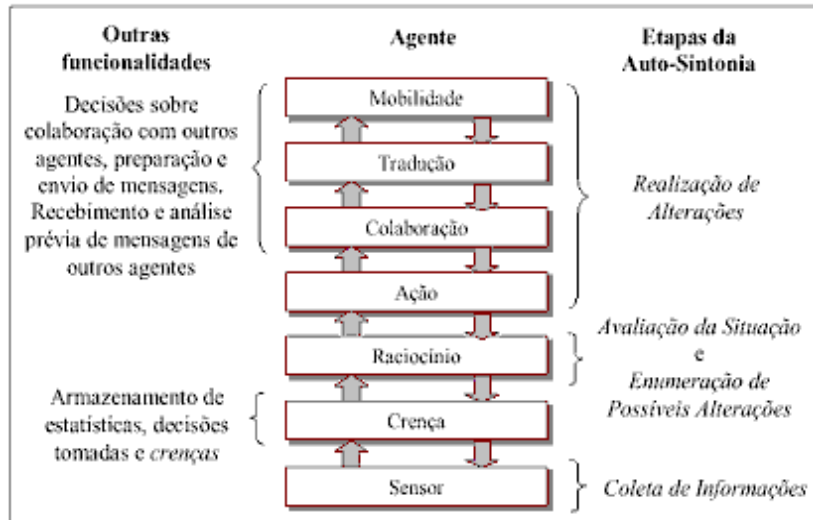 Outras
funcionalidades
Decisões sobre
colaboração com outros
agentes, preparação e
envio de mensagens.
Recebimento e análise
prévia de mensagens de
outros agentes
Armazenamento de
estatísticas, decisões
tomadas e crenças
Agente
Mobilidade
Tradução
Colaboração
Ação
Raciocínio
Crença
Sensor
Etapas da
Auto-Sintonia
Realização de
Alterações
Avaliação da Situação
e
Enumeração de
Possíveis Alterações
Coleta de Informações